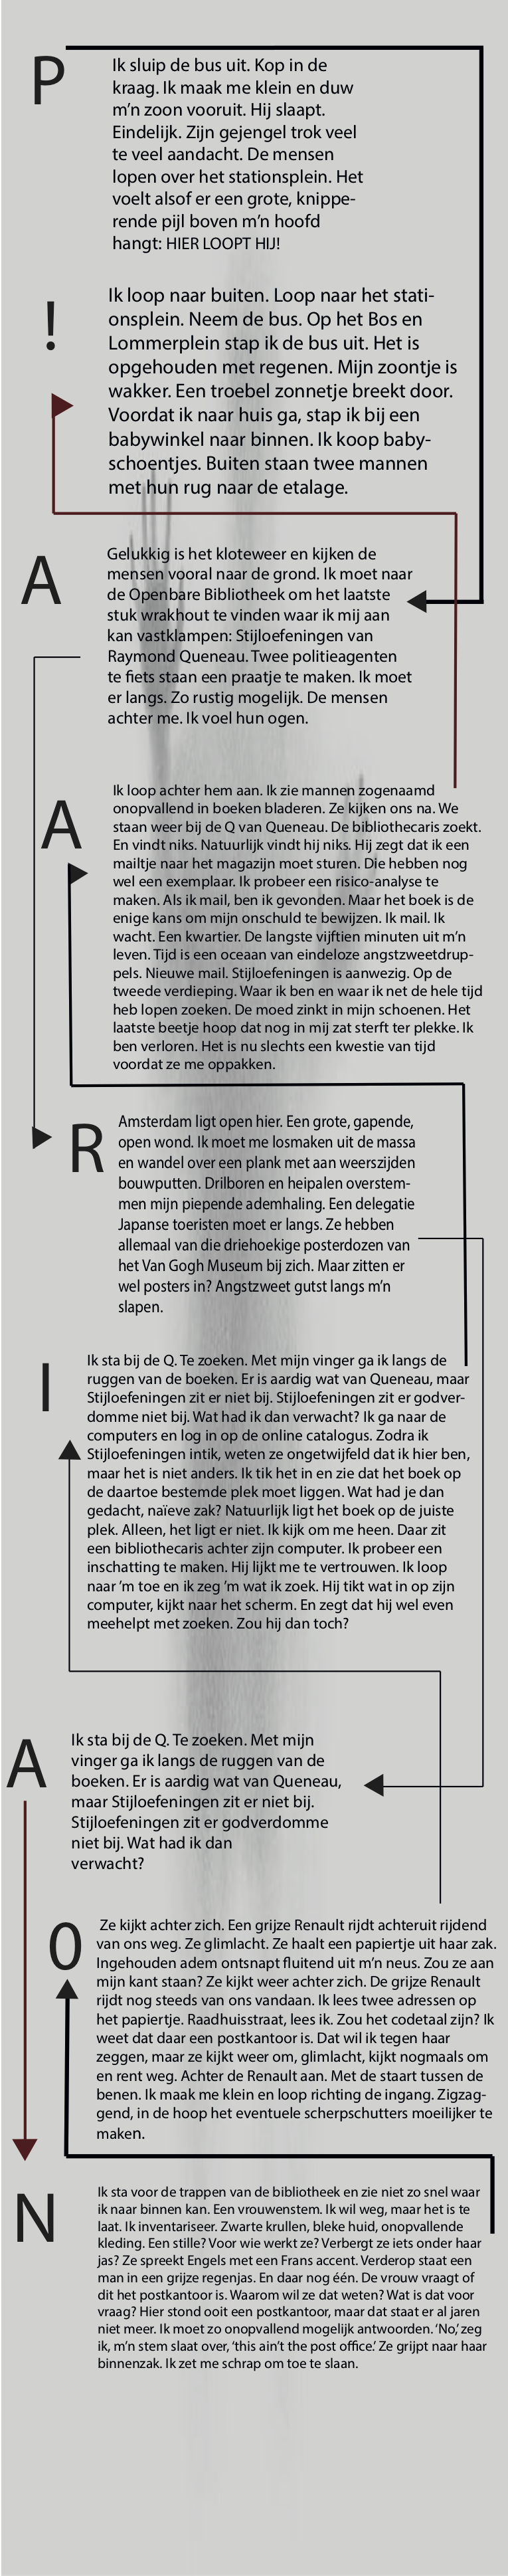 P
Ik sluip de bus uit. Kop in de
kraag. Ik maak me klein en duw
m’n zoon vooruit. Hij slaapt.
Eindelijk. Zijn gejengel trok veel
te veel aandacht. De mensen
lopen over het stationsplein. Het
voelt alsof er een grote, knippe-
rende pijl boven m’n hoofd
hangt: HIER LOOPT HIJ!
!
Ik loop naar buiten. Loop naar het stati-
onsplein. Neem de bus. Op het Bos en
Lommerplein stap ik de bus uit. Het is
opgehouden met regenen. Mijn zoontje is
wakker. Een troebel zonnetje breekt door.
Voordat ik naar huis ga, stap ik bij een
babywinkel naar binnen. Ik koop baby-
schoentjes. Buiten staan twee mannen
met hun rug naar de etalage.
A
Gelukkig is het kloteweer en kijken de
mensen vooral naar de grond. Ik moet naar
de Openbare Bibliotheek om het laatste
stuk wrakhout te vinden waar ik mij aan
kan vastklampen: Stijloefeningen van
Raymond Queneau. Twee politieagenten
te fiets staan een praatje te maken. Ik moet
er langs. Zo rustig mogelijk. De mensen
achter me. Ik voel hun ogen.
A
Ik loop achter hem aan. Ik zie mannen zogenaamd
onopvallend in boeken bladeren. Ze kijken ons na. We
staan weer bij de Q van Queneau. De bibliothecaris zoekt.
En vindt niks. Natuurlijk vindt hij niks. Hij zegt dat ik een
mailtje naar het magazijn moet sturen. Die hebben nog
wel een exemplaar. Ik probeer een risico-analyse te
maken. Als ik mail, ben ik gevonden. Maar het boek is de
enige kans om mijn onschuld te bewijzen. Ik mail. Ik
wacht. Een kwartier. De langste vijftien minuten uit m’n
leven. Tijd is een oceaan van eindeloze angstzweetdrup-
pels. Nieuwe mail. Stijloefeningen is aanwezig. Op de
tweede verdieping. Waar ik ben en waar ik net de hele tijd
heb lopen zoeken. De moed zinkt in mijn schoenen. Het
laatste beetje hoop dat nog in mij zat sterft ter plekke. Ik
ben verloren. Het is nu slechts een kwestie van tijd
voordat ze me oppakken.
R
Amsterdam ligt open hier. Een grote, gapende,
open wond. Ik moet me losmaken uit de massa
en wandel over een plank met aan weerszijden
bouwputten. Drilboren en heipalen overstem-
men mijn piepende ademhaling. Een delegatie
Japanse toeristen moet er langs. Ze hebben
allemaal van die driehoekige posterdozen van
het Van Gogh Museum bij zich. Maar zitten er
wel posters in? Angstzweet gutst langs m’n
slapen.
I
Ik sta bij de Q. Te zoeken. Met mijn vinger ga ik langs de
ruggen van de boeken. Er is aardig wat van Queneau, maar
Stijloefeningen zit er niet bij. Stijloefeningen zit er godver-
domme niet bij. Wat had ik dan verwacht? Ik ga naar de
computers en log in op de online catalogus. Zodra ik
Stijloefeningen intik, weten ze ongetwijfeld dat ik hier ben,
maar het is niet anders. Ik tik het in en zie dat het boek op
de daartoe bestemde plek moet liggen. Wat had je dan
gedacht, naïeve zak? Natuurlijk ligt het boek op de juiste
plek. Alleen, het ligt er niet. Ik kijk om me heen. Daar zit
een bibliothecaris achter zijn computer. Ik probeer een
inschatting te maken. Hij lijkt me te vertrouwen. Ik loop
naar ’m toe en ik zeg ’m wat ik zoek. Hij tikt wat in op zijn
computer, kijkt naar het scherm. En zegt dat hij wel even
meehelpt met zoeken. Zou hij dan toch?
A
Ik sta bij de Q. Te zoeken. Met mijn
vinger ga ik langs de ruggen van de
boeken. Er is aardig wat van Queneau,
maar Stijloefeningen zit er niet bij.
Stijloefeningen zit er godverdomme
niet bij. Wat had ik dan
verwacht?
O
Ze kijkt achter zich. Een grijze Renault rijdt achteruit rijdend
van ons weg. Ze glimlacht. Ze haalt een papiertje uit haar zak.
Ingehouden adem ontsnapt fluitend uit m’n neus. Zou ze aan
mijn kant staan? Ze kijkt weer achter zich. De grijze Renault
rijdt nog steeds van ons vandaan. Ik lees twee adressen op
het papiertje. Raadhuisstraat, lees ik. Zou het codetaal zijn? Ik
weet dat daar een postkantoor is. Dat wil ik tegen haar
zeggen, maar ze kijkt weer om, glimlacht, kijkt nogmaals om
en rent weg. Achter de Renault aan. Met de staart tussen de
benen. Ik maak me klein en loop richting de ingang. Zigzag-
gend, in de hoop het eventuele scherpschutters moeilijker te
maken.
N
Ik sta voor de trappen van de bibliotheek en zie niet zo snel waar
ik naar binnen kan. Een vrouwenstem. Ik wil weg, maar het is te
laat. Ik inventariseer. Zwarte krullen, bleke huid, onopvallende
kleding. Een stille? Voor wie werkt ze? Verbergt ze iets onder haar
jas? Ze spreekt Engels met een Frans accent. Verderop staat een
man in een grijze regenjas. En daar nog één. De vrouw vraagt of
dit het postkantoor is. Waarom wil ze dat weten? Wat is dat voor
vraag? Hier stond ooit een postkantoor, maar dat staat er al jaren
niet meer. Ik moet zo onopvallend mogelijk antwoorden. ‘No,’ zeg
ik, m’n stem slaat over, ‘this ain’t the post office.’ Ze grijpt naar haar
binnenzak. Ik zet me schrap om toe te slaan.